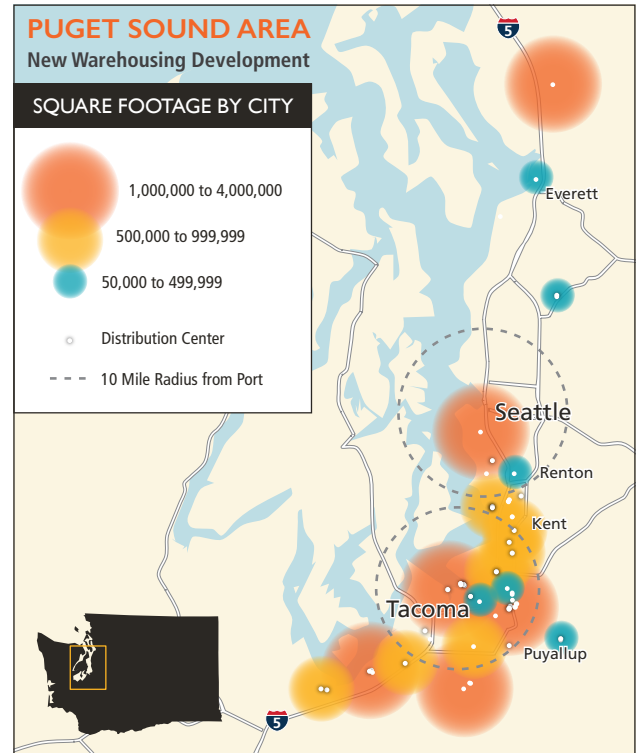 PUGET SOUND AREA
New Warehousing Development
SQUARE FOOTAGE BY CITY
1,000,000 to 4,000,000
500,000 to 999,999
50,000 to 499,999
Distribution Center
10 Mile Radius from Port
5
Everett
Seattle
Renton
Kent
Tacoma
Puyallup
5